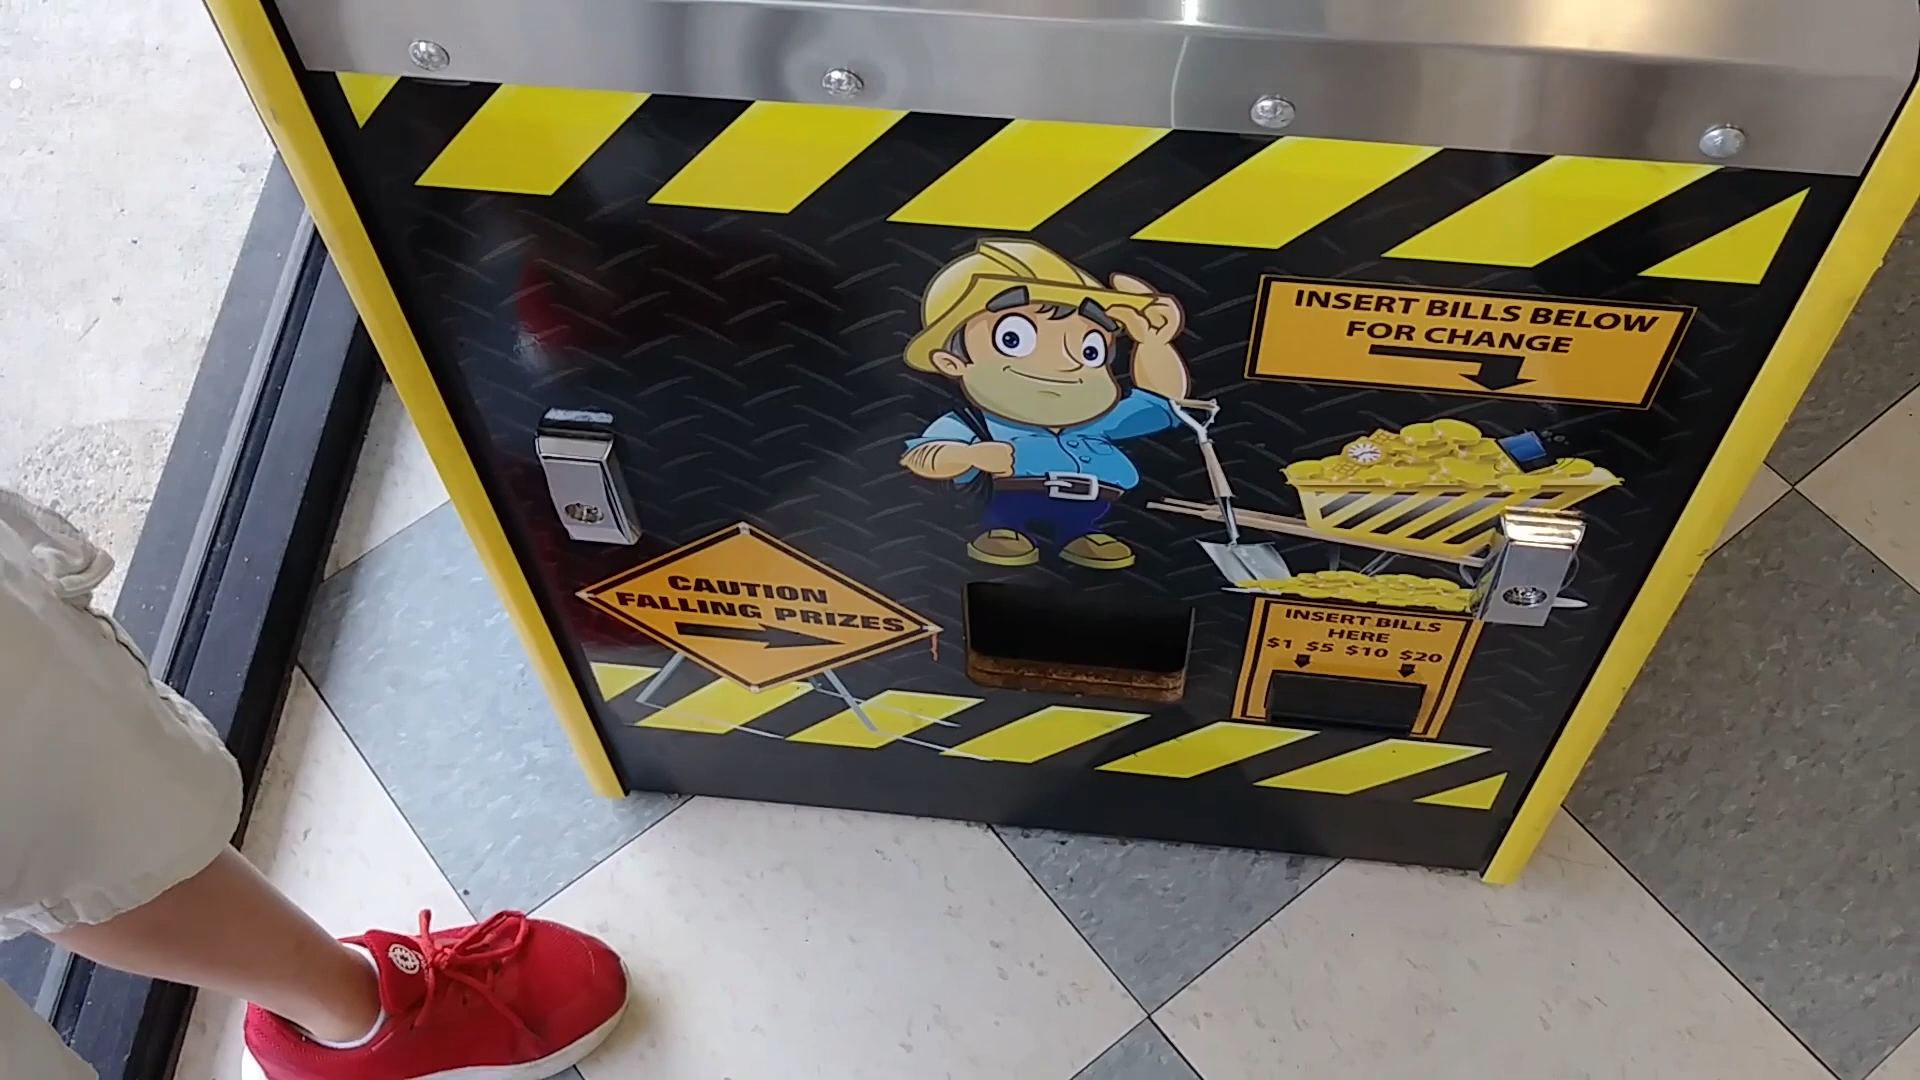 INSERT BILLS BELOW
FOR CHANGE
CAUTION
FALLING PRIZES
INSERT BILLS
HERE
$1 $5 $10 $20